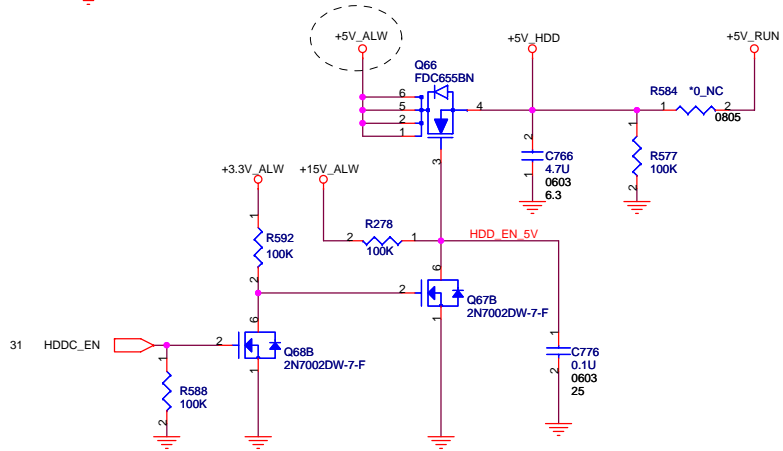 +5V_ALW
+5V_HDD
+5V_RUN
Q66
FDC655BN
R584 *0_NC
0805
6
5
2
1
4
3
1
2
2
1
C766
4.7U
0603
6.3
1
2
R577
100K
+3.3V_ALW
+15V_ALW
1
R592
100K
2
R278
100K
2
1
HDD_EN_5V
6
2
1
Q67B
2N7002DW-7-F
31 HDDC_EN
6
2
1
Q68B
2N7002DW-7-F
1
R588
100K
2
1
2
C776
0.1U
0603
25